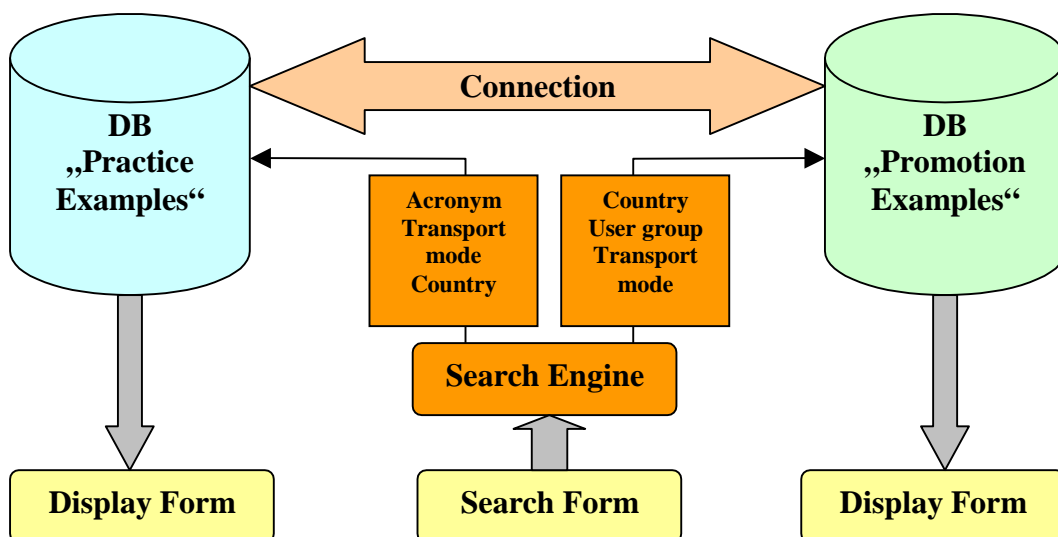 Connection
DB
„Practice
Examples“
DB
„Promotion
Examples“
Acronym
Transport
mode
Country
Country
User group
Transport
mode
Search Engine
Display Form
Search Form
Display Form